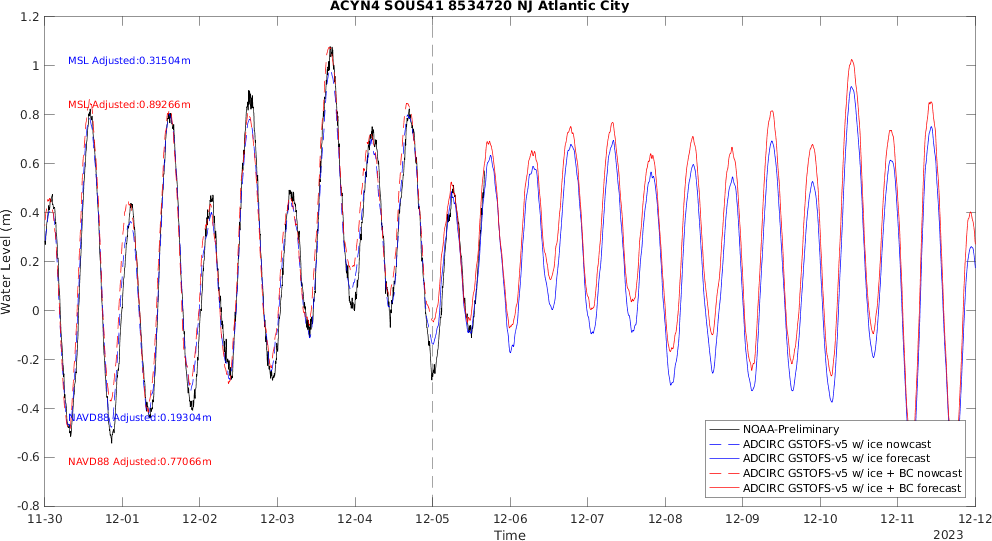 ACYN4 SOUS41 8534720 NJ Atlantic City
1.2
1
0.8
0.6
0.4
0.2
0
-0.2
-0.4
-0.6
-0.8
Water Level (m)
MSL Adjusted:0.31504m
MSL Adjusted:0.89266m
NAVD88 Adjusted:0.19304m
NAVD88 Adjusted:0.77066m
NOAA-Preliminary
ADCIRC GSTOFS-v5 w/ ice nowcast
ADCIRC GSTOFS-v5 w/ ice forecast
ADCIRC GSTOFS-v5 w/ ice + BC nowcast
ADCIRC GSTOFS-v5 w/ ice + BC forecast
11-30 12-01 12-02 12-03 12-04 12-05 12-06 12-07 12-08 12-09 12-10 12-11 12-12
Time
2023